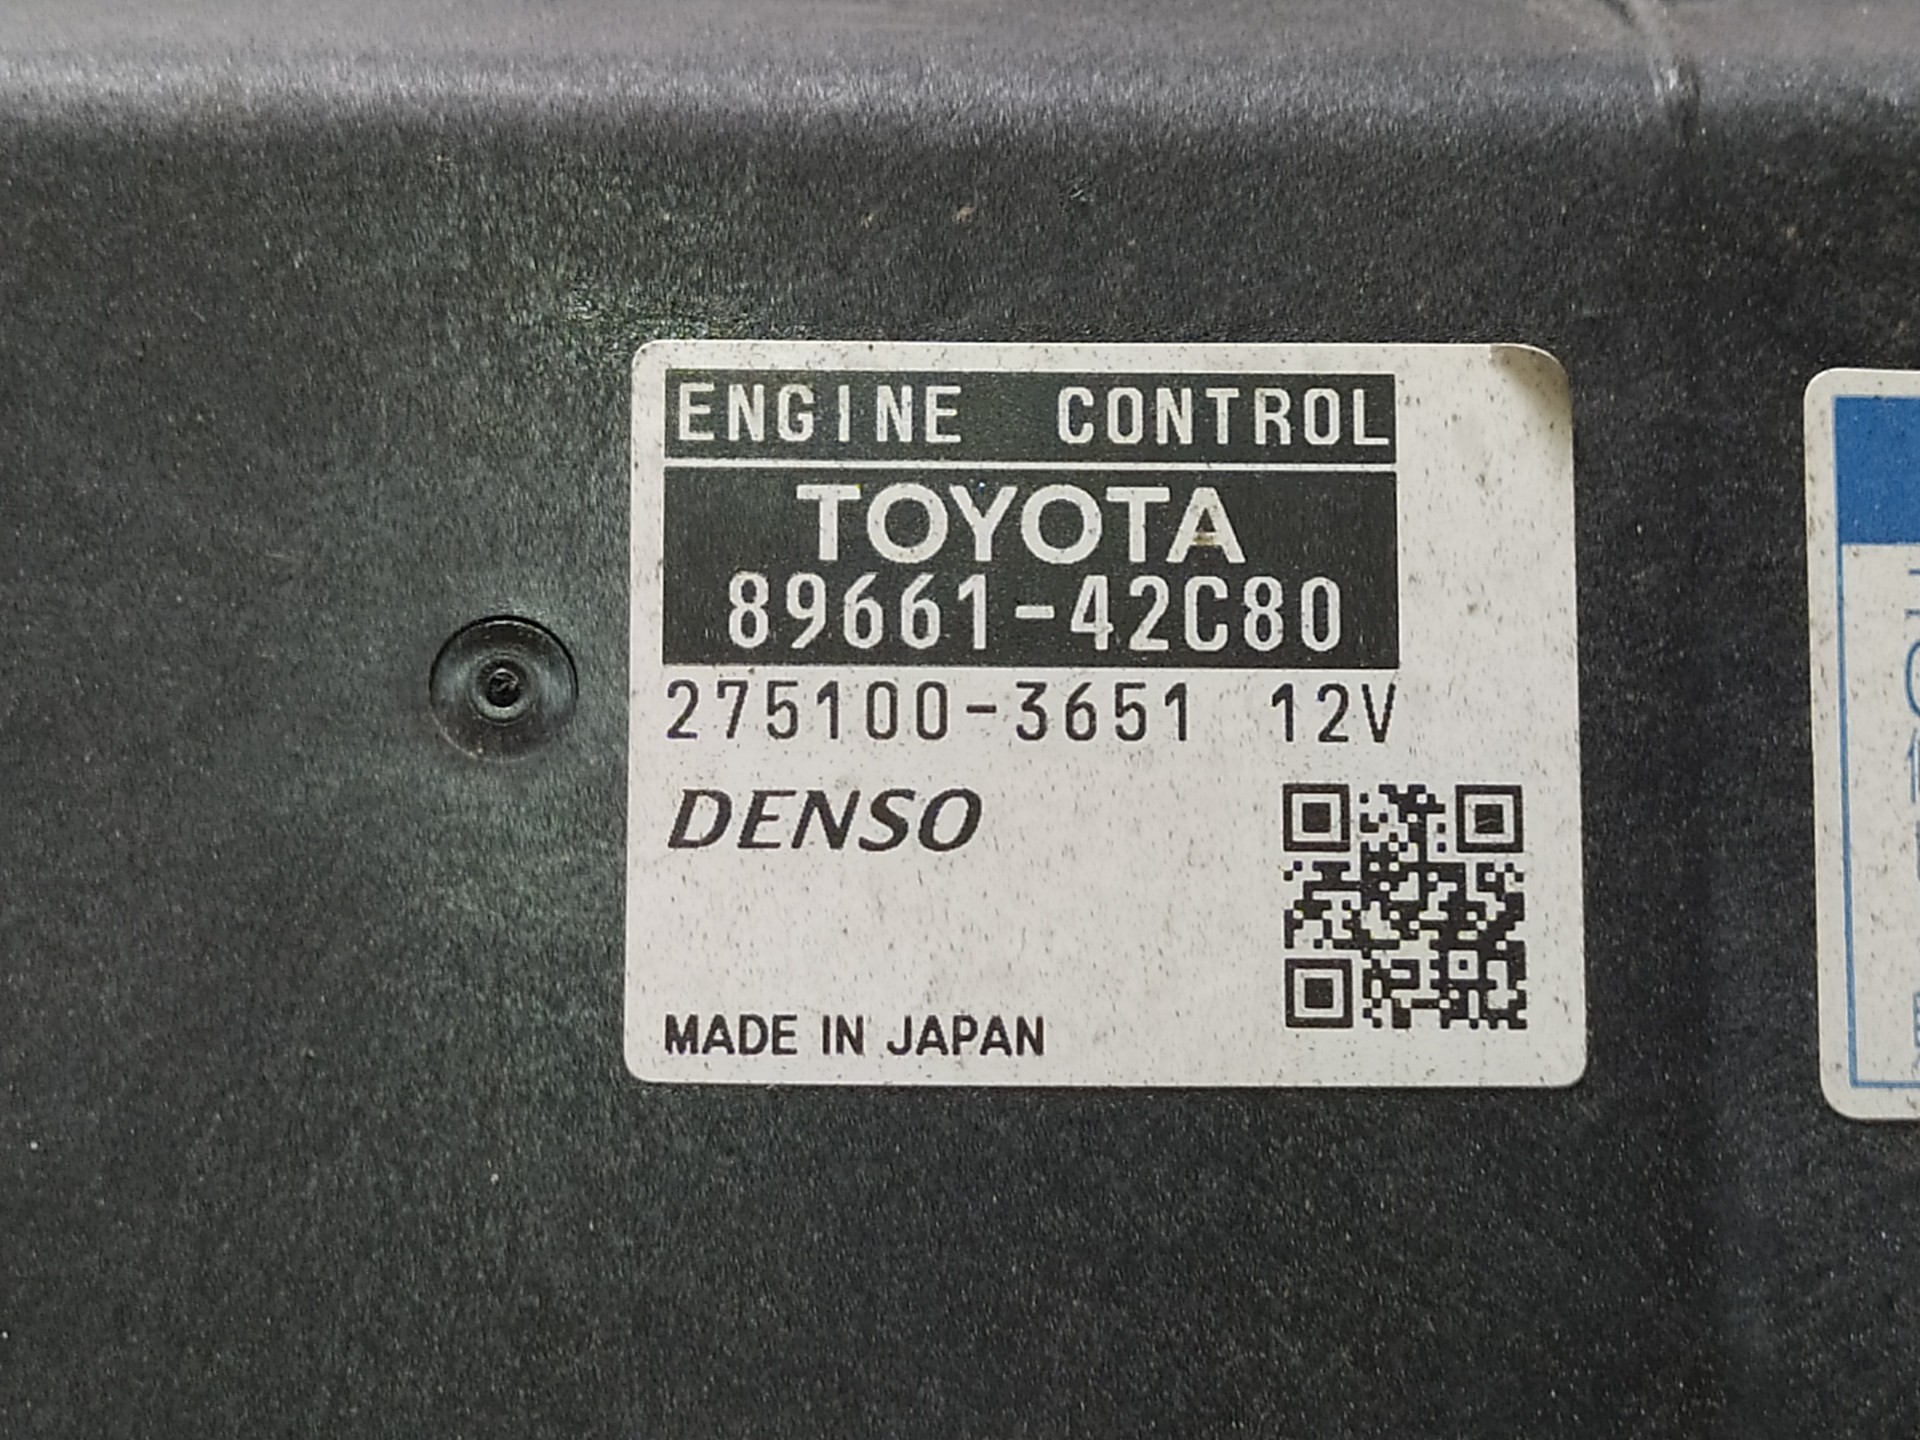 ENGINE CONTROL
TOYOTA
89661-42C80
275100-3651 12V
DENSO
MADE IN JAPAN